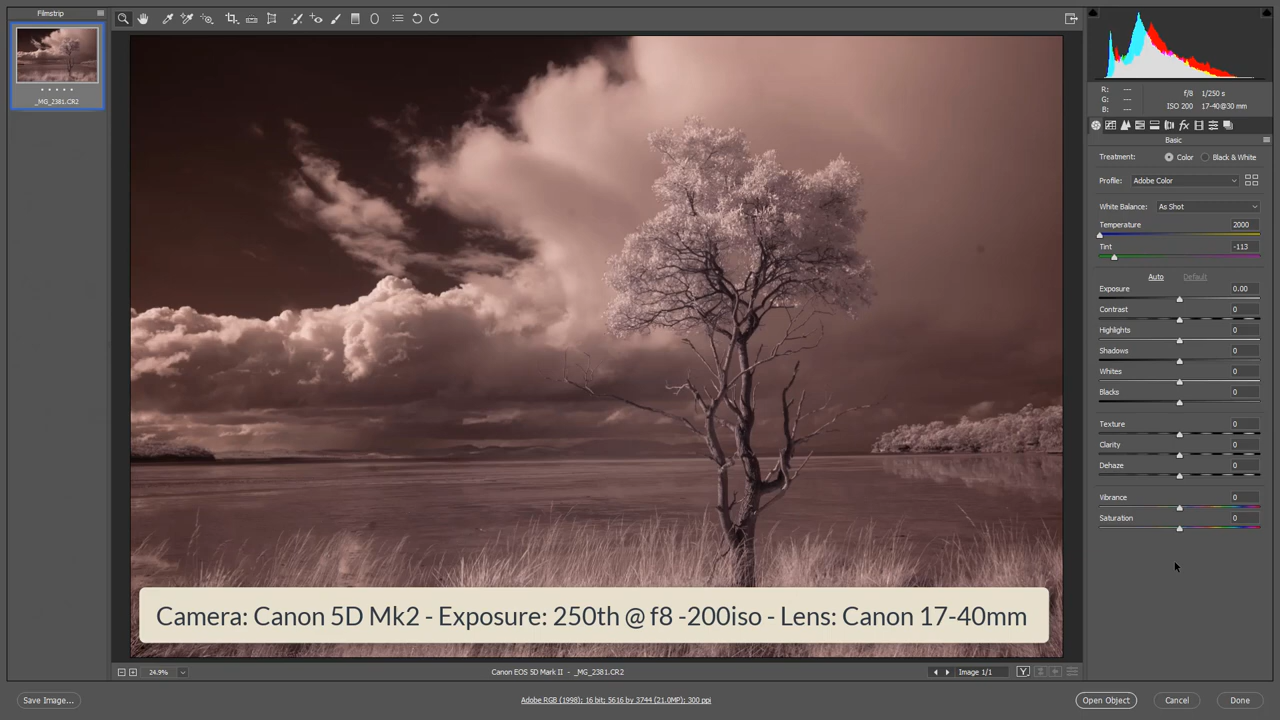 Filmstrip
_MG_2381.CR2
R: ---
G: ---
B: ---
f/8 1/250 s
ISO 200 17-40@30 mm
Basic
Treatment: Color Black & White
Profile: Adobe Color
White Balance: As Shot
Temperature 2000
Tint -113
Auto Default
Exposure 0.00
Contrast 0
Highlights 0
Shadows 0
Whites 0
Blacks 0
Texture 0
Clarity 0
Dehaze 0
Vibrance 0
Saturation 0
Camera: Canon 5D Mk2 - Exposure: 250th @ f8 -200iso - Lens: Canon 17-40mm
24.9% Canon EOS 5D Mark II - _MG_2381.CR2 Image 1/1 Y
Save Image... Adobe RGB (1998); 16 bit; 5616 by 3744 (21.0MP); 300 ppi Open Object Cancel Done